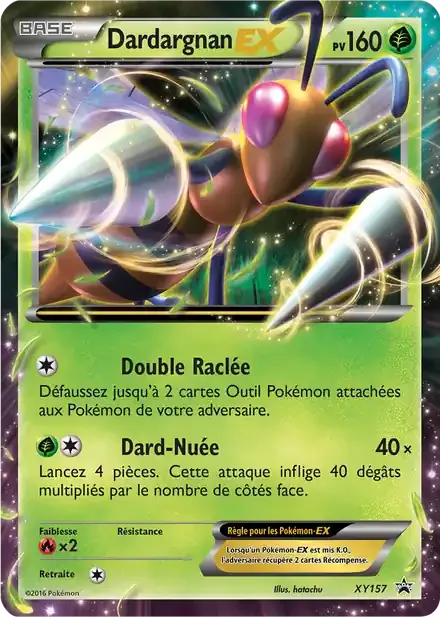 BASE
Dardargnan EX
PV160
Double Raclée
Défaussez jusqu'à 2 cartes Outil Pokémon attachées
aux Pokémon de votre adversaire.
Dard-Nuée 40×
Lancez 4 pièces. Cette attaque inflige 40 dégâts
multipliés par le nombre de côtés face.
Faiblesse Résistance
×2
Règle pour les Pokémon-EX
Lorsqu'un Pokémon-EX est mis K.O.,
l'adversaire récupère 2 cartes Récompense.
Retraite
©2016 Pokémon Illus. hatachu XY157